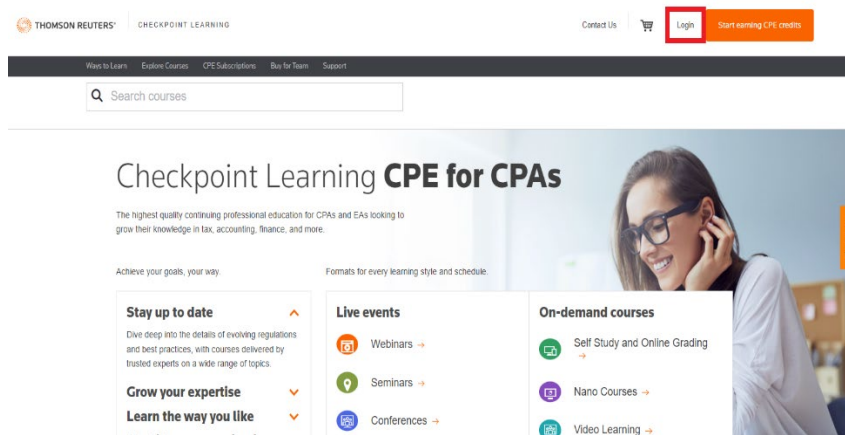 THOMSON REUTERS®
CHECKPOINT LEARNING
Contact Us
Login
Start earning CPE credits
Ways to Learn
Explore Courses
CPE Subscriptions
Buy for Team
Support
Search courses
Checkpoint Learning CPE for CPAs
The highest quality continuing professional education for CPAs and EAs looking to
grow their knowledge in tax, accounting, finance, and more.
Achieve your goals, your way.
Formats for every learning style and schedule.
Stay up to date
Dive deep into the details of evolving regulations
and best practices, with courses delivered by
trusted experts on a wide range of topics.
Grow your expertise
Learn the way you like
Live events
Webinars →
Seminars →
Conferences →
On-demand courses
Self Study and Online Grading
→
Nano Courses →
Video Learning →